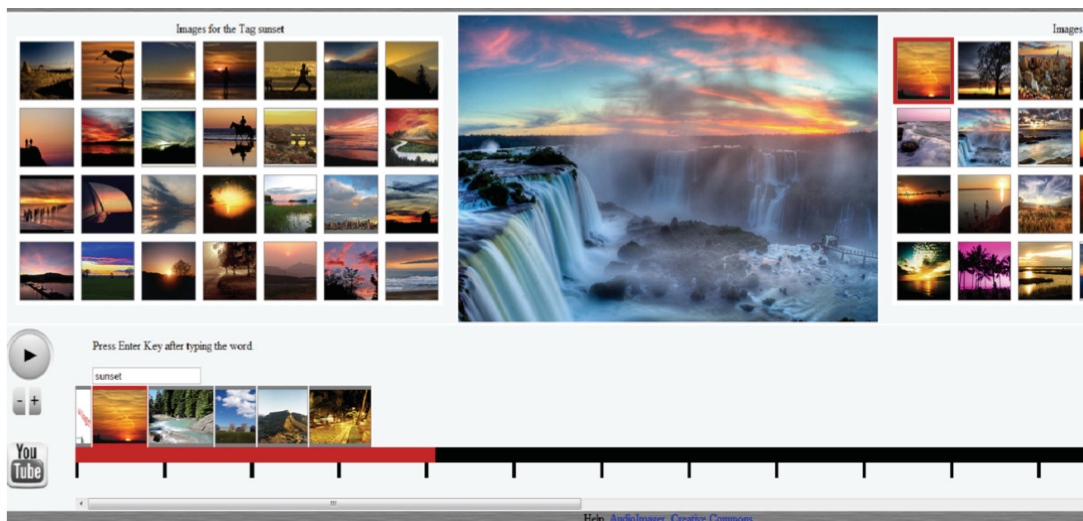 Images for the Tag sunset
Images
Press Enter Key after typing the word
sunset
- +
You
Tube
Help AudioImager Creative Commons